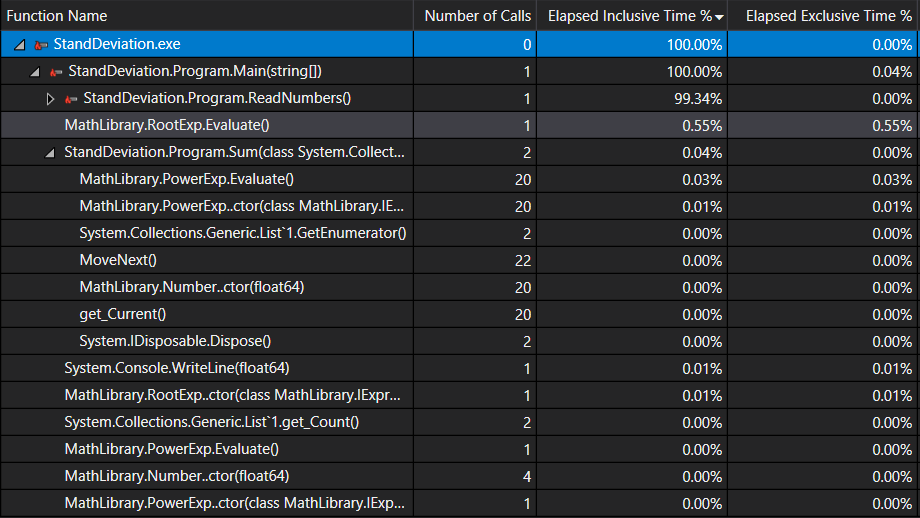 Function Name Number of Calls Elapsed Inclusive Time % Elapsed Exclusive Time %
StandDeviation.exe 0 100.00% 0.00%
StandDeviation.Program.Main(string[]) 1 100.00% 0.04%
StandDeviation.Program.ReadNumbers() 1 99.34% 0.00%
MathLibrary.RootExp.Evaluate() 1 0.55% 0.55%
StandDeviation.Program.Sum(class System.Collect... 2 0.04% 0.00%
MathLibrary.PowerExp.Evaluate() 20 0.03% 0.03%
MathLibrary.PowerExp..ctor(class MathLibrary.IE... 20 0.01% 0.01%
System.Collections.Generic.List`1.GetEnumerator() 2 0.00% 0.00%
MoveNext() 22 0.00% 0.00%
MathLibrary.Number..ctor(float64) 20 0.00% 0.00%
get_Current() 20 0.00% 0.00%
System.IDisposable.Dispose() 2 0.00% 0.00%
System.Console.WriteLine(float64) 1 0.01% 0.01%
MathLibrary.RootExp..ctor(class MathLibrary.IExpr... 1 0.01% 0.01%
System.Collections.Generic.List`1.get_Count() 2 0.00% 0.00%
MathLibrary.PowerExp.Evaluate() 1 0.00% 0.00%
MathLibrary.Number..ctor(float64) 4 0.00% 0.00%
MathLibrary.PowerExp..ctor(class MathLibrary.IExp... 1 0.00% 0.00%